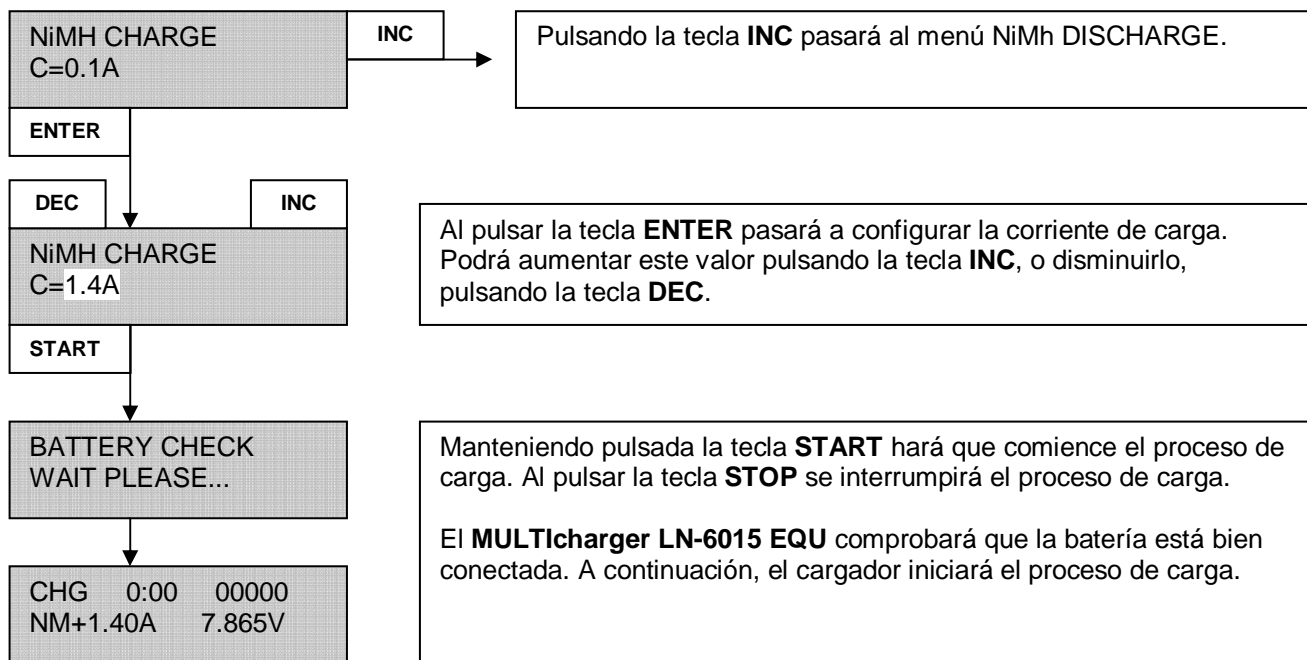 NiMH CHARGE
C=0.1A
INC
Pulsando la tecla INC pasará al menú NiMh DISCHARGE.
ENTER
DEC
INC
NiMH CHARGE
C=1.4A
Al pulsar la tecla ENTER pasará a configurar la corriente de carga.
Podrá aumentar este valor pulsando la tecla INC, o disminuirlo,
pulsando la tecla DEC.
START
BATTERY CHECK
WAIT PLEASE...
Manteniendo pulsada la tecla START hará que comience el proceso de
carga. Al pulsar la tecla STOP se interrumpirá el proceso de carga.
El MULTIcharger LN-6015 EQU comprobará que la batería está bien
conectada. A continuación, el cargador iniciará el proceso de carga.
CHG 0:00 00000
NM+1.40A 7.865V